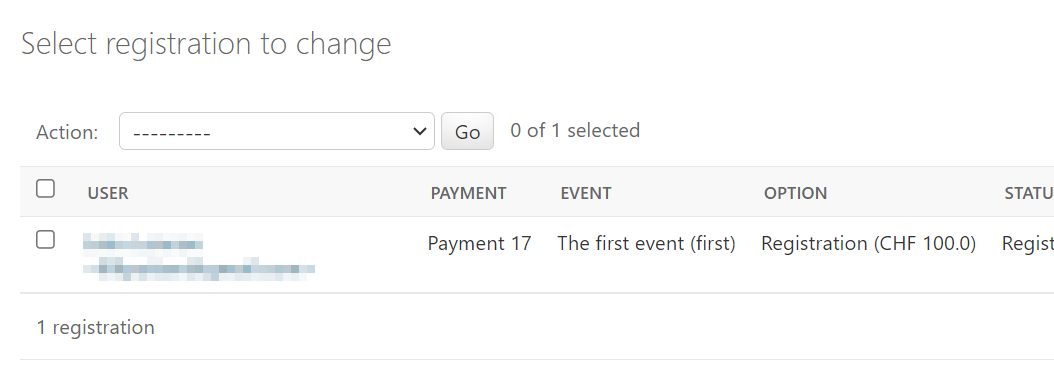 Select registration to change
Action: --------- Go 0 of 1 selected
USER PAYMENT EVENT OPTION STATU
Payment 17 The first event (first) Registration (CHF 100.0) Regist
1 registration